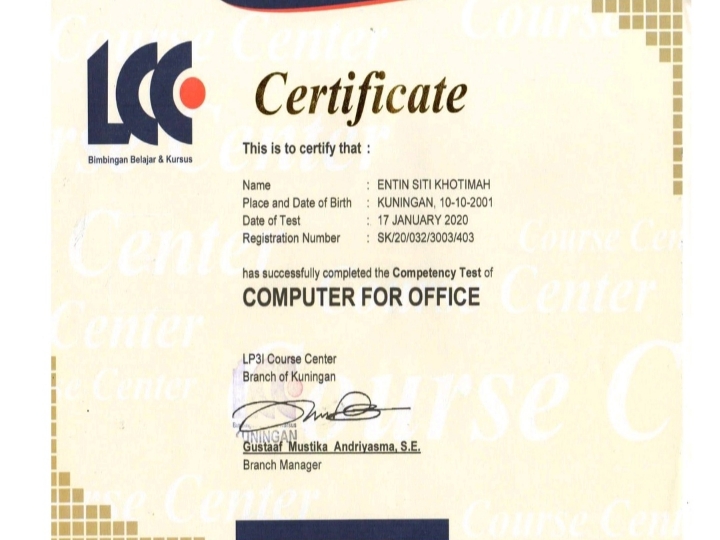 LCC
Bimbingan Belajar & Kursus
Certificate
This is to certify that :
Name : ENTIN SITI KHOTIMAH
Place and Date of Birth : KUNINGAN, 10-10-2001
Date of Test : 17 JANUARY 2020
Registration Number : SK/20/032/3003/403
has successfully completed the Competency Test of
COMPUTER FOR OFFICE
LP3I Course Center
Branch of Kuningan
KUNINGAN
Gustaaf Mustika Andriyasma, S.E.
Branch Manager
Course Center